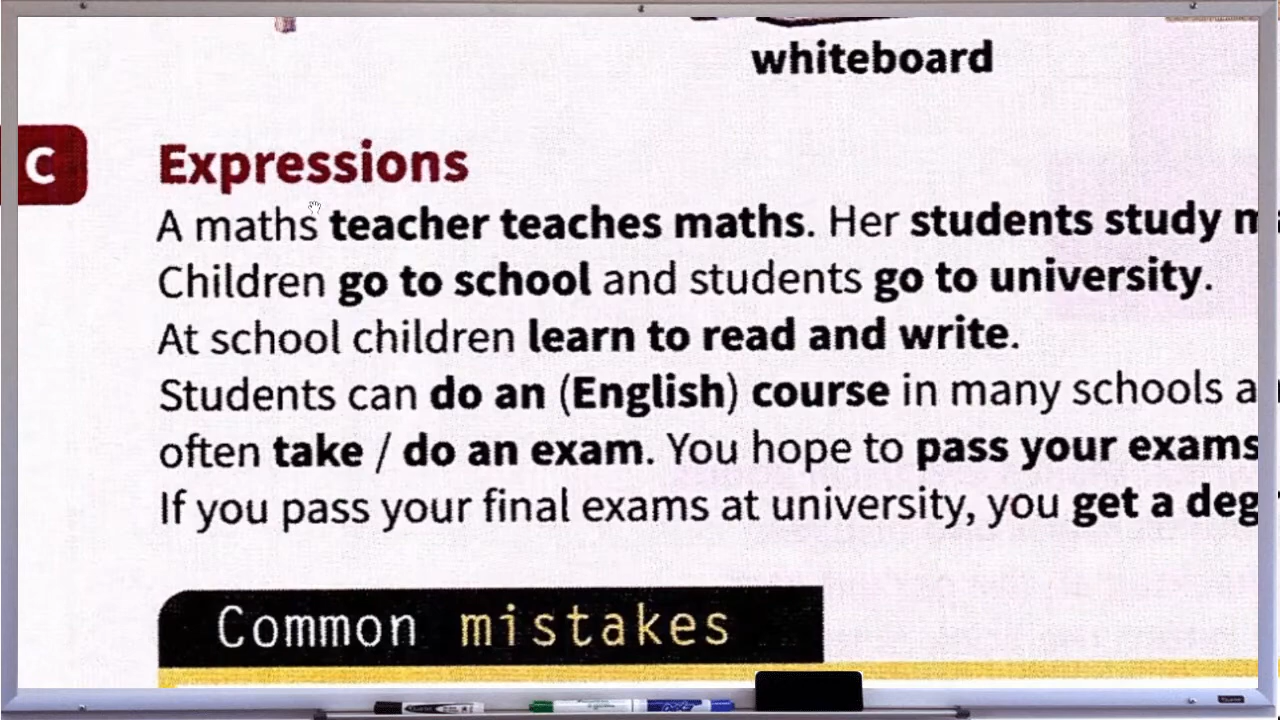 whiteboard
C
Expressions
A maths teacher teaches maths. Her students study
Children go to school and students go to university.
At school children learn to read and write.
Students can do an (English) course in many schools
often take / do an exam. You hope to pass your exams
If you pass your final exams at university, you get a deg
Common mistakes